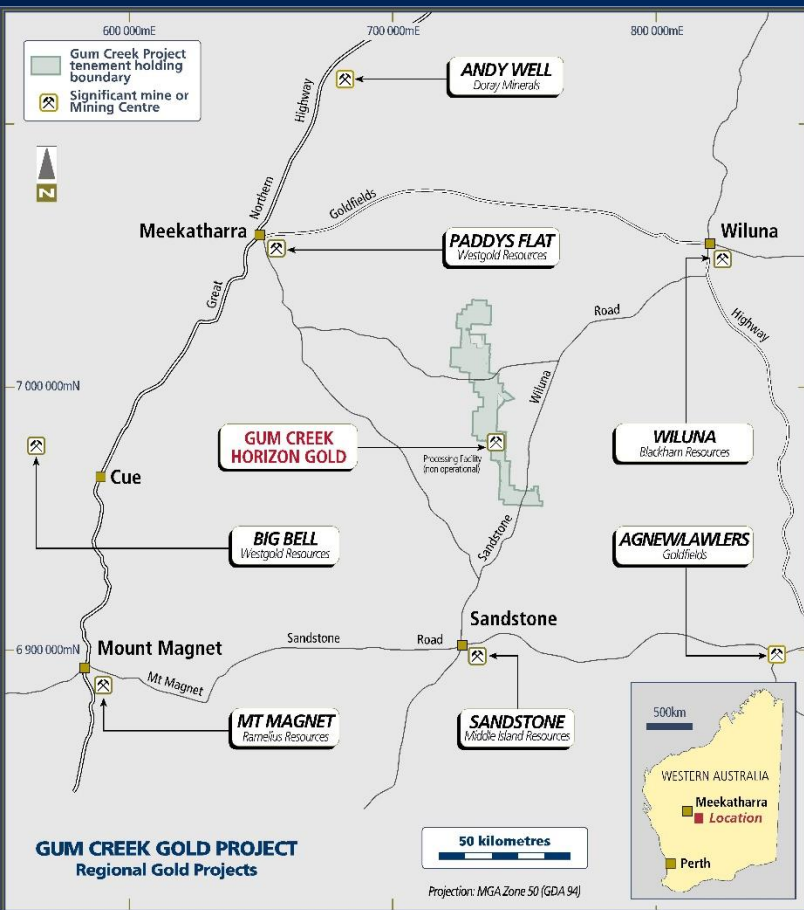 600 000mE
700 000mE
800 000mE
Gum Creek Project
tenement holding
boundary
Significant mine or
Mining Centre
N
ANDY WELL
Doray Minerals
Highway
Northern
Goldfields
Meekatharra
Wiluna
PADDYS FLAT
Westgold Resources
Great
Road
Highway
7 000 000mN
Wiluna
GUM CREEK
HORIZON GOLD
Processing Facility
(non operational)
WILUNA
Blackham Resources
Cue
BIG BELL
Westgold Resources
Sandstone
AGNEW/LAWLERS
Goldfields
6 900 000mN
Mount Magnet
Sandstone
Road
Sandstone
Mt Magnet
MT MAGNET
Ramelius Resources
SANDSTONE
Middle Island Resources
500km
WESTERN AUSTRALIA
Meekatharra
Location
Perth
GUM CREEK GOLD PROJECT
Regional Gold Projects
50 kilometres
Projection: MGA Zone 50 (GDA 94)